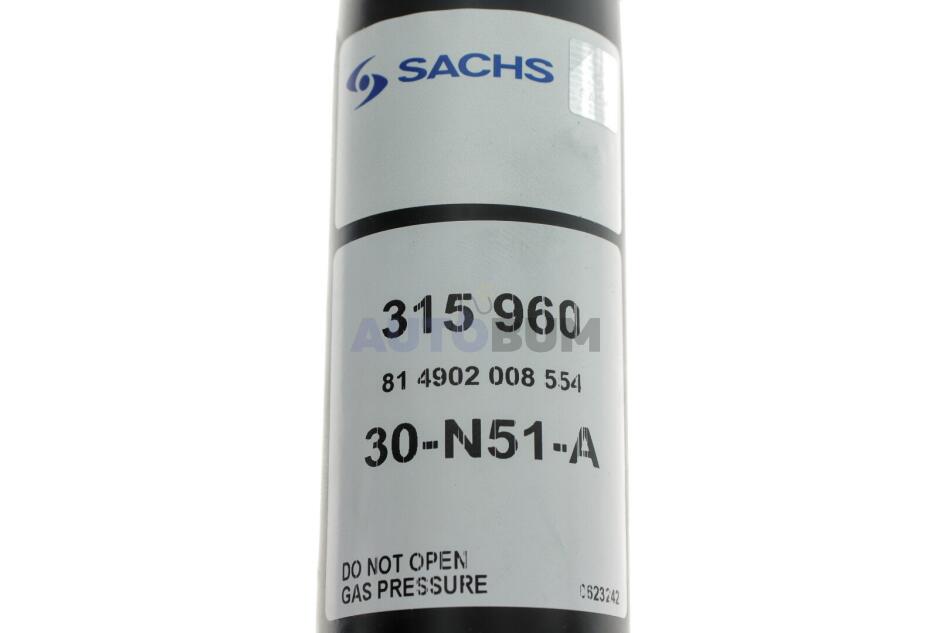 SACHS
315 960
AUTOBUM
81 4902 008 554
30-N51-A
DO NOT OPEN
GAS PRESSURE
C623242